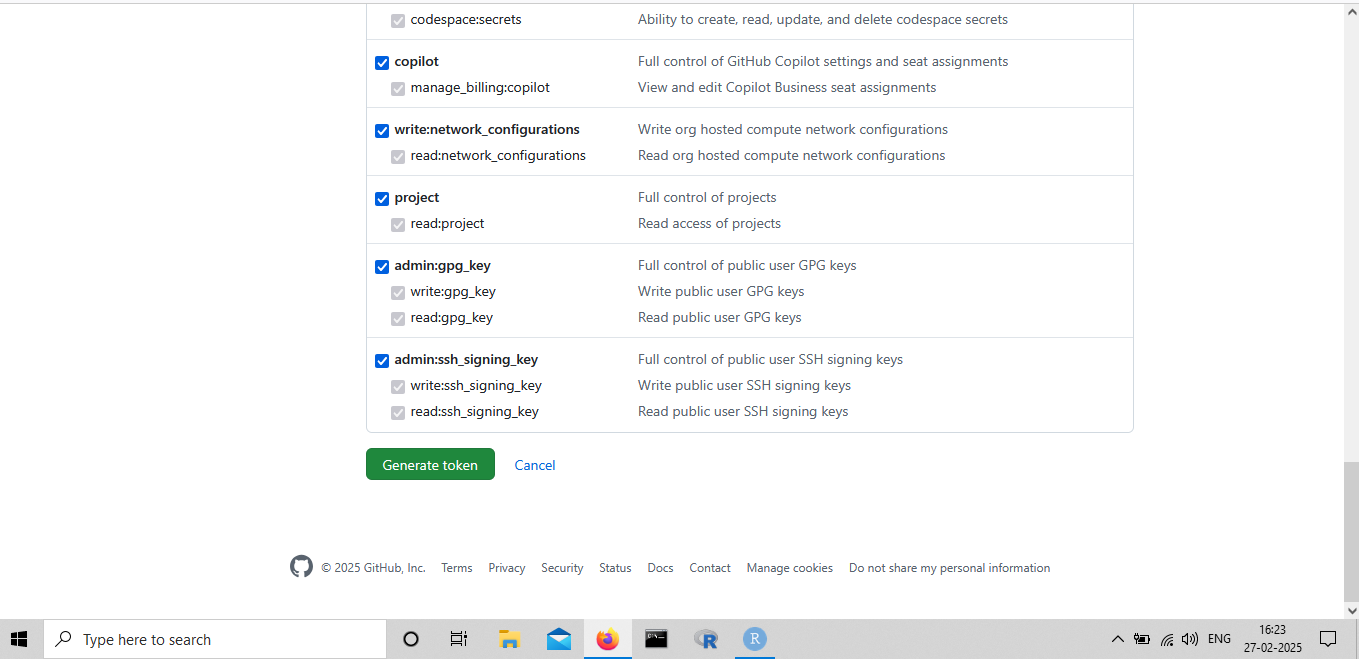 codespace:secrets Ability to create, read, update, and delete codespace secrets
copilot Full control of GitHub Copilot settings and seat assignments
manage_billing:copilot View and edit Copilot Business seat assignments
write:network_configurations Write org hosted compute network configurations
read:network_configurations Read org hosted compute network configurations
project Full control of projects
read:project Read access of projects
admin:gpg_key Full control of public user GPG keys
write:gpg_key Write public user GPG keys
read:gpg_key Read public user GPG keys
admin:ssh_signing_key Full control of public user SSH signing keys
write:ssh_signing_key Write public user SSH signing keys
read:ssh_signing_key Read public user SSH signing keys
Generate token Cancel
© 2025 GitHub, Inc. Terms Privacy Security Status Docs Contact Manage cookies Do not share my personal information
Type here to search R R ENG 16:23
27-02-2025